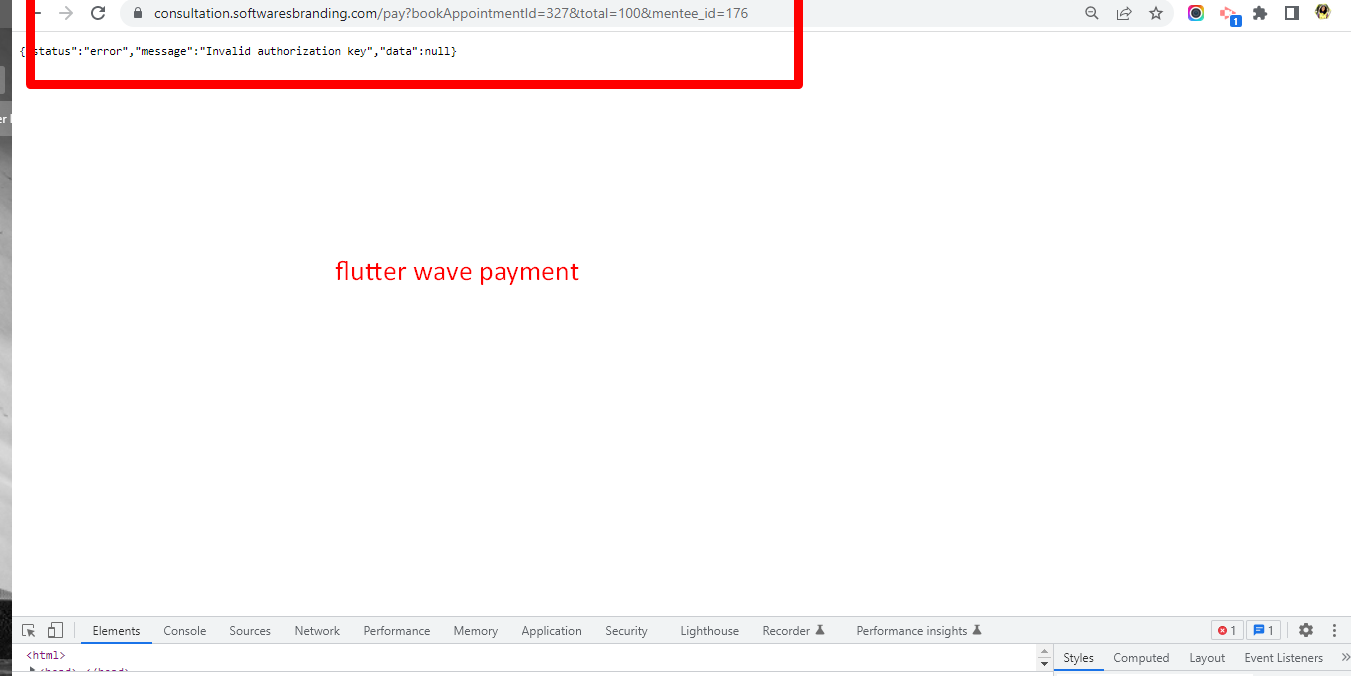 consultation.softwaresbranding.com/pay?bookAppointmentId=327&total=100&mentee_id=176
1
{"status":"error","message":"Invalid authorization key","data":null}
flutter wave payment
Elements Console Sources Network Performance Memory Application Security Lighthouse Recorder Performance insights 1 1
<html>
Styles Computed Layout Event Listeners »